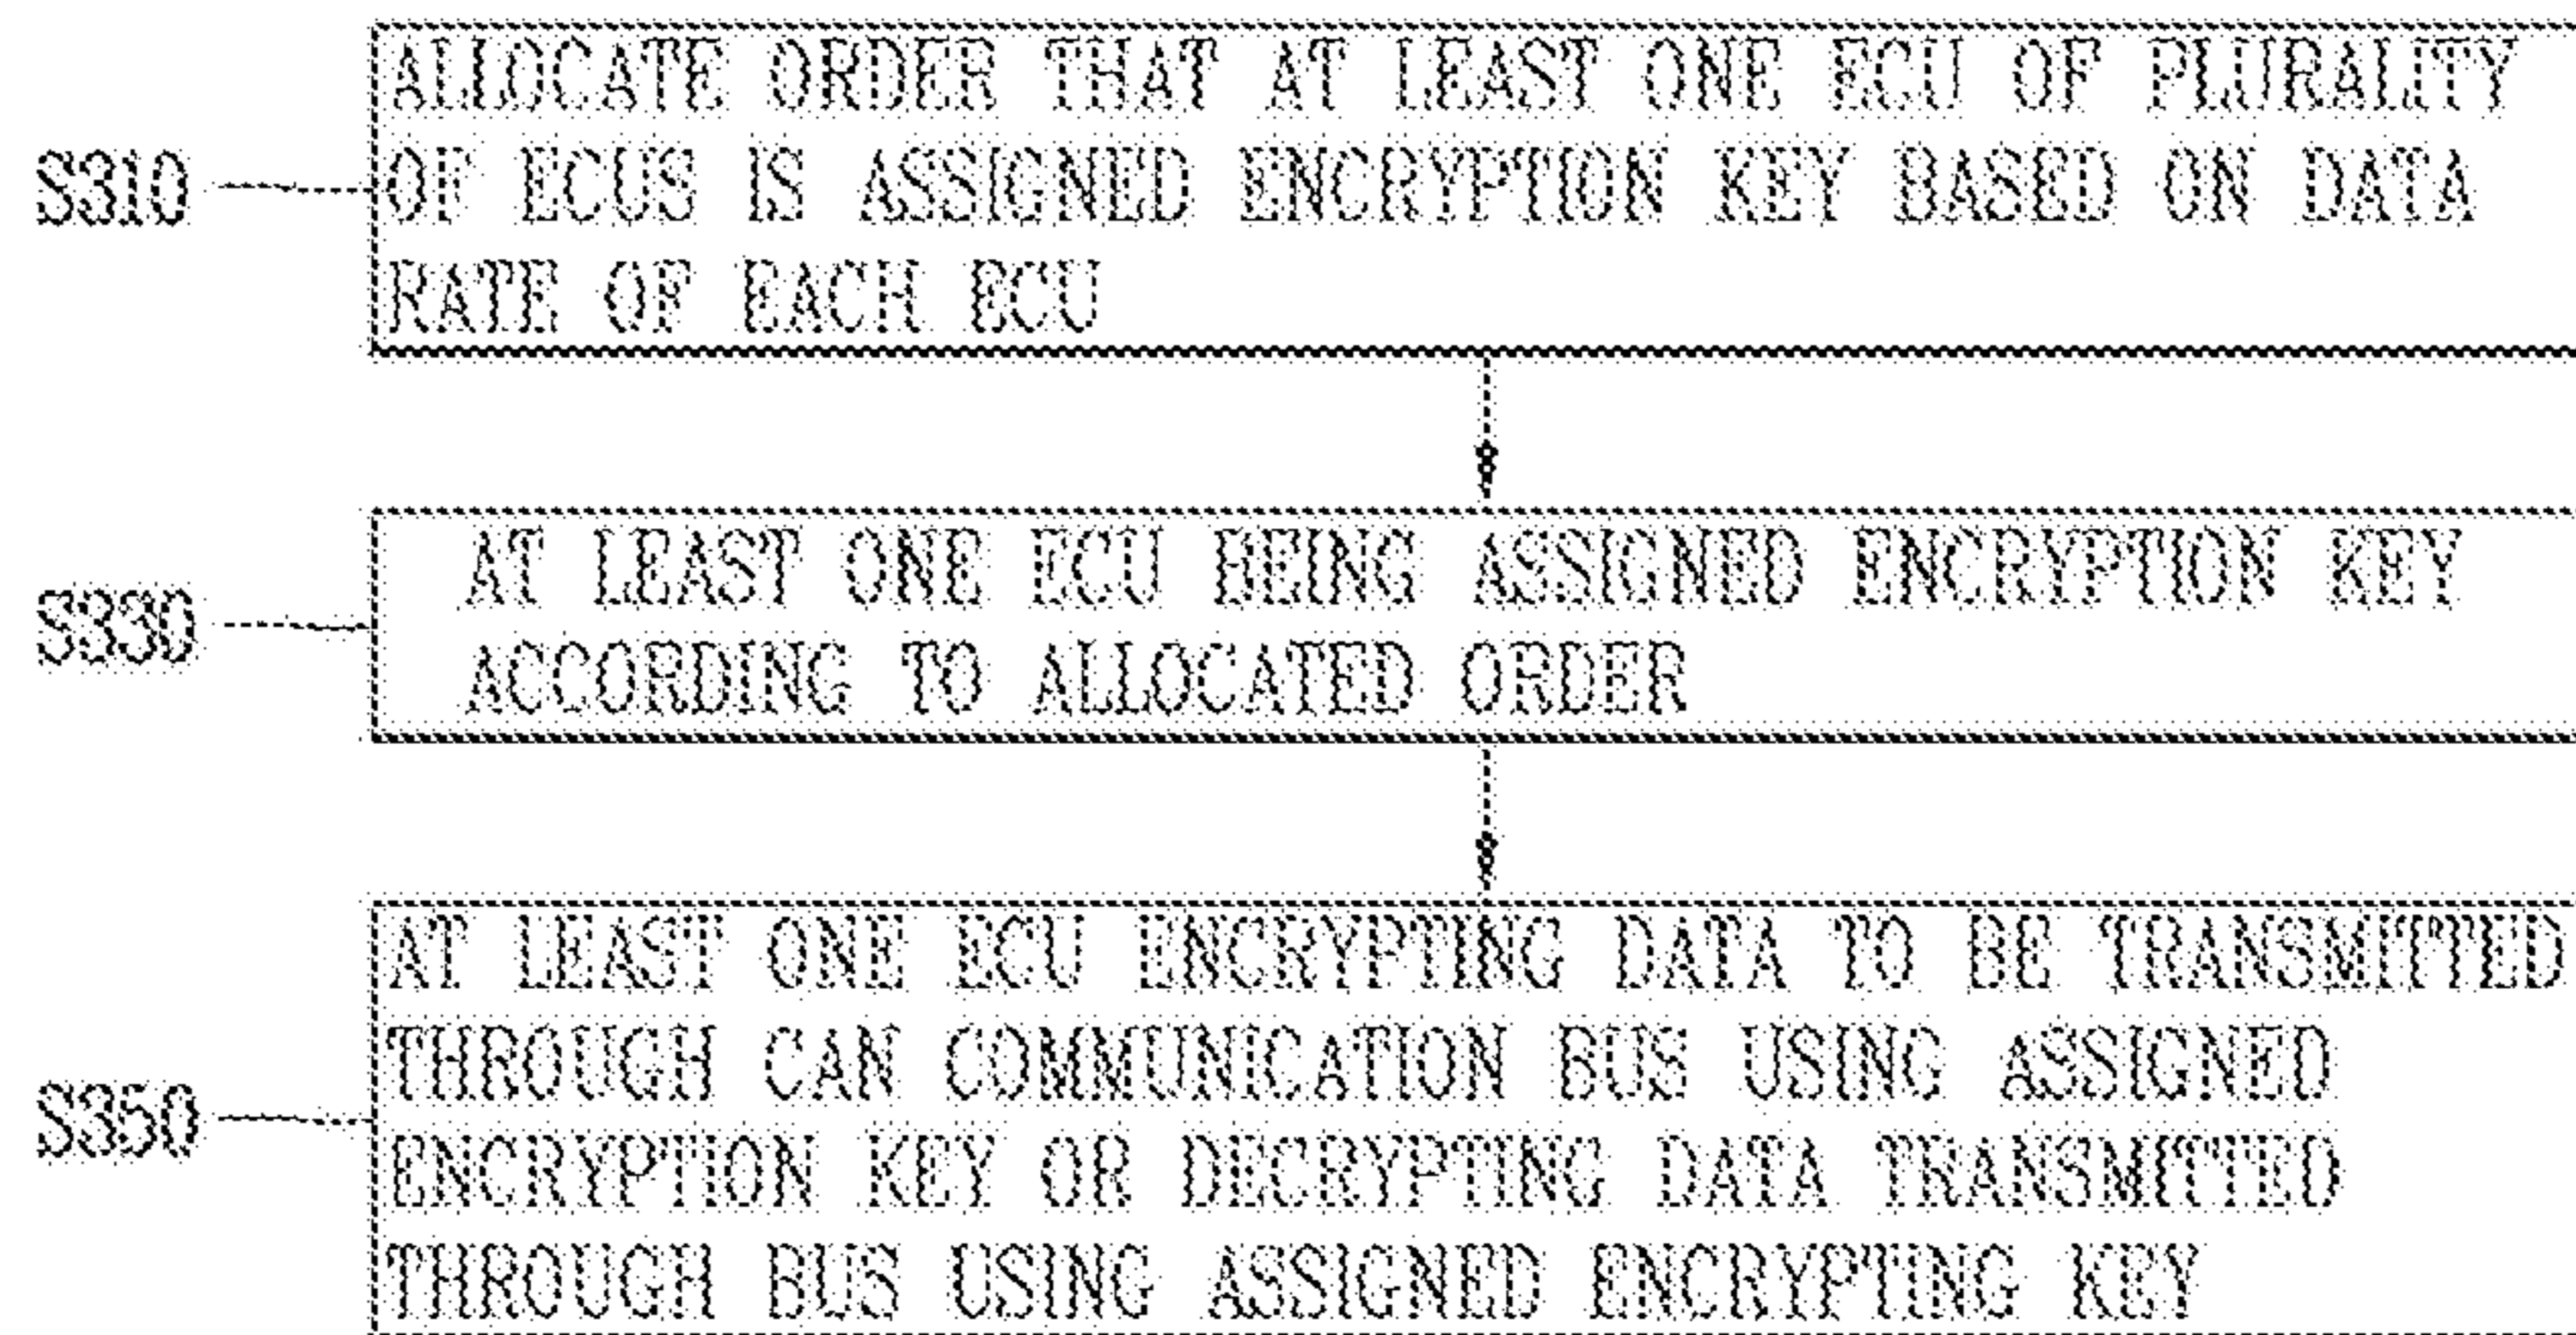 ALLOCATE ORDER THAT AT LEAST ONE ECU OF PLURALITY
S310 OF ECUS IS ASSIGNED ENCRYPTION KEY BASED ON DATA
RATE OF EACH ECU
AT LEAST ONE ECU BEING ASSIGNED ENCRYPTION KEY
S330
ACCORDING TO ALLOCATED ORDER
AT LEAST ONE ECU ENCRYPTING DATA TO BE TRANSMITTED
THROUGH CAN COMMUNICATION BUS USING ASSIGNED
S350
ENCRYPTION KEY OR DECRYPTING DATA TRANSMITTED
THROUGH BUS USING ASSIGNED ENCRYPTING KEY